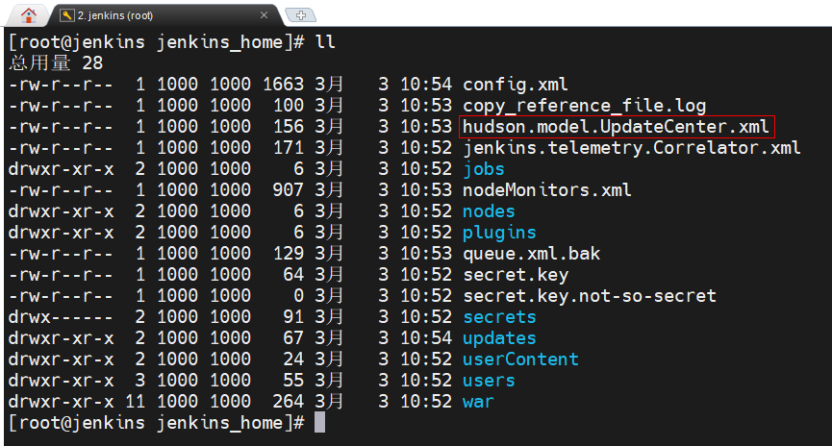 2. jenkins (root)
[root@jenkins jenkins_home]# ll
总用量 28
-rw-r--r-- 1 1000 1000 1663 3月 3 10:54 config.xml
-rw-r--r-- 1 1000 1000 100 3月 3 10:53 copy_reference_file.log
-rw-r--r-- 1 1000 1000 156 3月 3 10:53 hudson.model.UpdateCenter.xml
-rw-r--r-- 1 1000 1000 171 3月 3 10:52 jenkins.telemetry.Correlator.xml
drwxr-xr-x 2 1000 1000 6 3月 3 10:52 jobs
-rw-r--r-- 1 1000 1000 907 3月 3 10:53 nodeMonitors.xml
drwxr-xr-x 2 1000 1000 6 3月 3 10:52 nodes
drwxr-xr-x 2 1000 1000 6 3月 3 10:52 plugins
-rw-r--r-- 1 1000 1000 129 3月 3 10:53 queue.xml.bak
-rw-r--r-- 1 1000 1000 64 3月 3 10:52 secret.key
-rw-r--r-- 1 1000 1000 0 3月 3 10:52 secret.key.not-so-secret
drwx------ 2 1000 1000 91 3月 3 10:52 secrets
drwxr-xr-x 2 1000 1000 67 3月 3 10:54 updates
drwxr-xr-x 2 1000 1000 24 3月 3 10:52 userContent
drwxr-xr-x 3 1000 1000 55 3月 3 10:52 users
drwxr-xr-x 11 1000 1000 264 3月 3 10:52 war
[root@jenkins jenkins_home]#